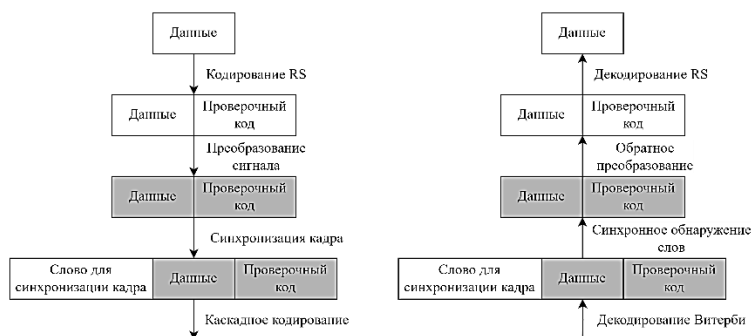 Данные
Кодирование RS
Данные
Проверочный
код
Преобразование
сигнала
Данные
Проверочный
код
Синхронизация кадра
Слово для
синхронизации кадра
Данные
Проверочный
код
Каскадное кодирование
Данные
Декодирование RS
Данные
Проверочный
код
Обратное
преобразование
Данные
Проверочный
код
Синхронное обнаружение
слов
Слово для
синхронизации кадра
Данные
Проверочный
код
Декодирование Витерби